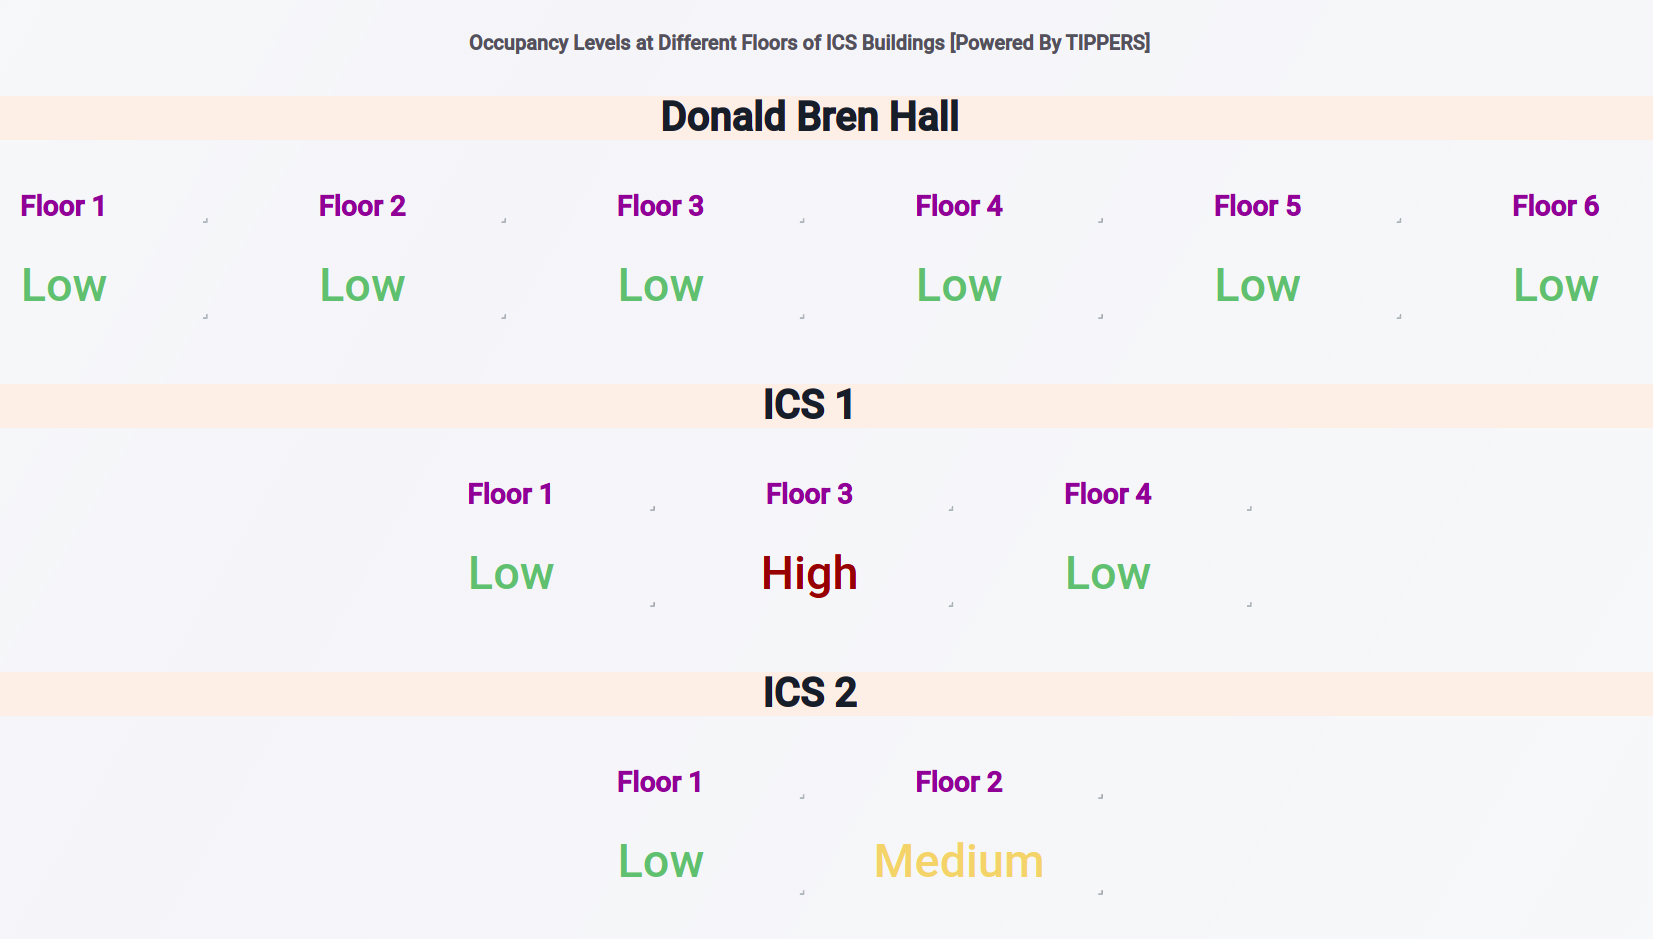 Occupancy Levels at Different Floors of ICS Buildings [Powered By TIPPERS]
Donald Bren Hall
Floor 1 Floor 2 Floor 3 Floor 4 Floor 5 Floor 6
Low Low Low Low Low Low
ICS 1
Floor 1 Floor 3 Floor 4
Low High Low
ICS 2
Floor 1 Floor 2
Low Medium